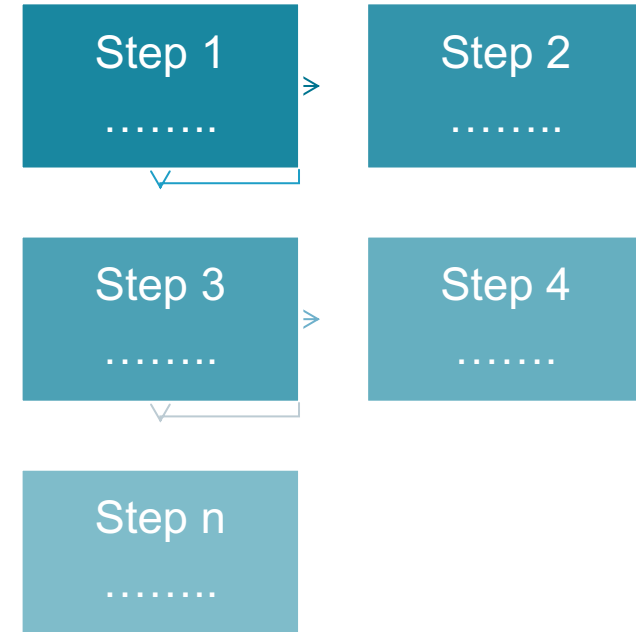 Step 1
........
Step 2
........
Step 3
........
Step 4
.......
Step n
........